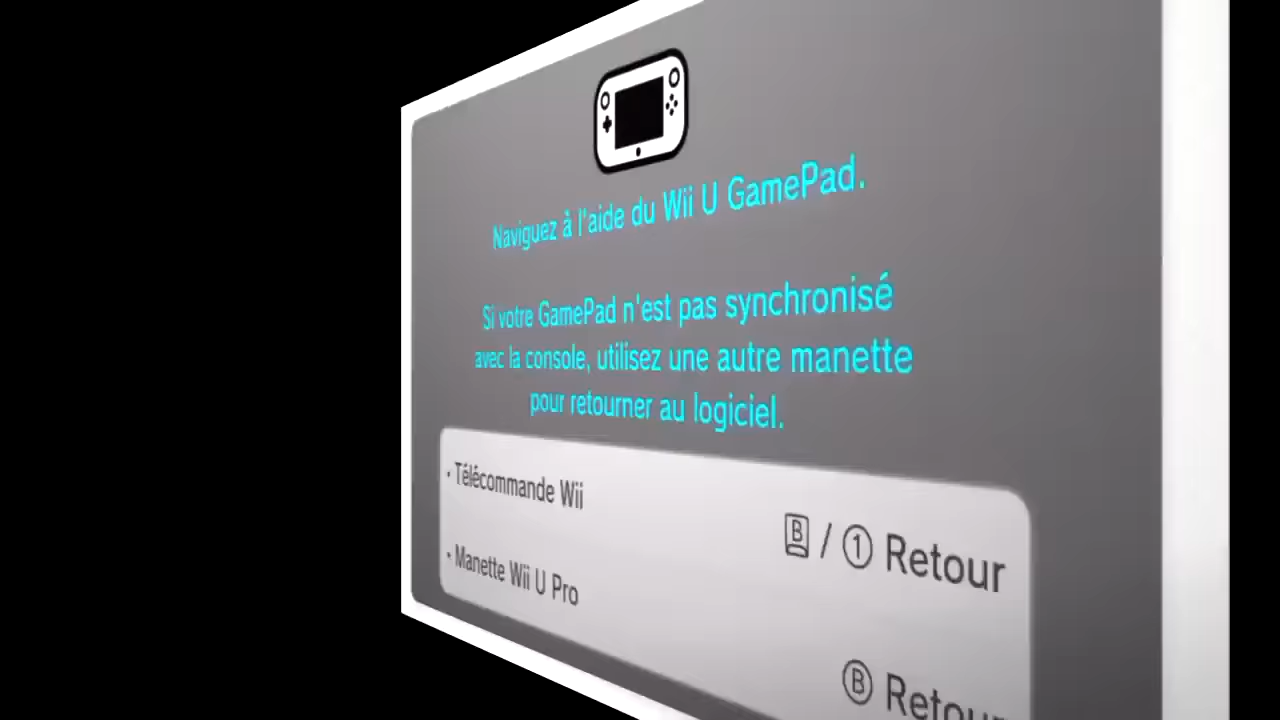 Naviguez à l'aide du Wii U GamePad.
Si votre GamePad n'est pas synchronisé
avec la console, utilisez une autre manette
pour retourner au logiciel.
• Télécommande Wii
B / 1 Retour
• Manette Wii U Pro
B Retour